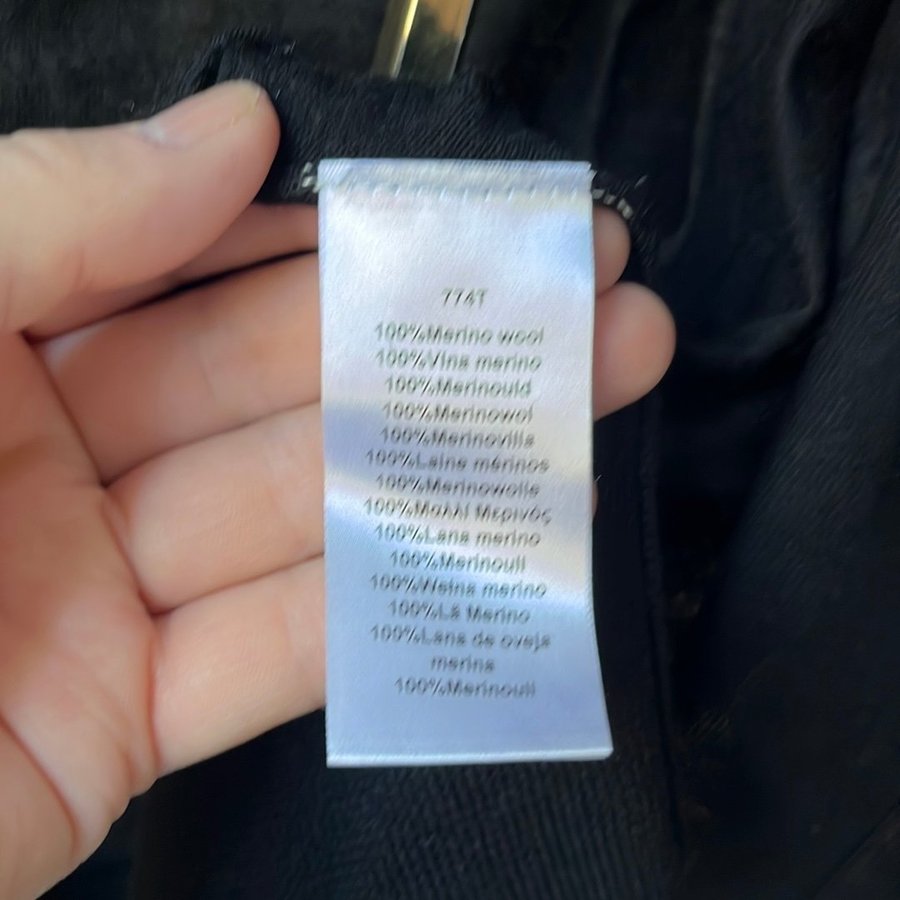 774T
100%Merino wool
100%Vlna merino
100%Merinould
100%Merinowol
100%Merinovilla
100%Laine mérinos
100%Merinowolle
100%Μαλλί Μερινός
100%Lana merino
100%Merinoull
100%Wełna merino
100%Lã Merino
100%Lana de oveja
merina
100%Merinoull